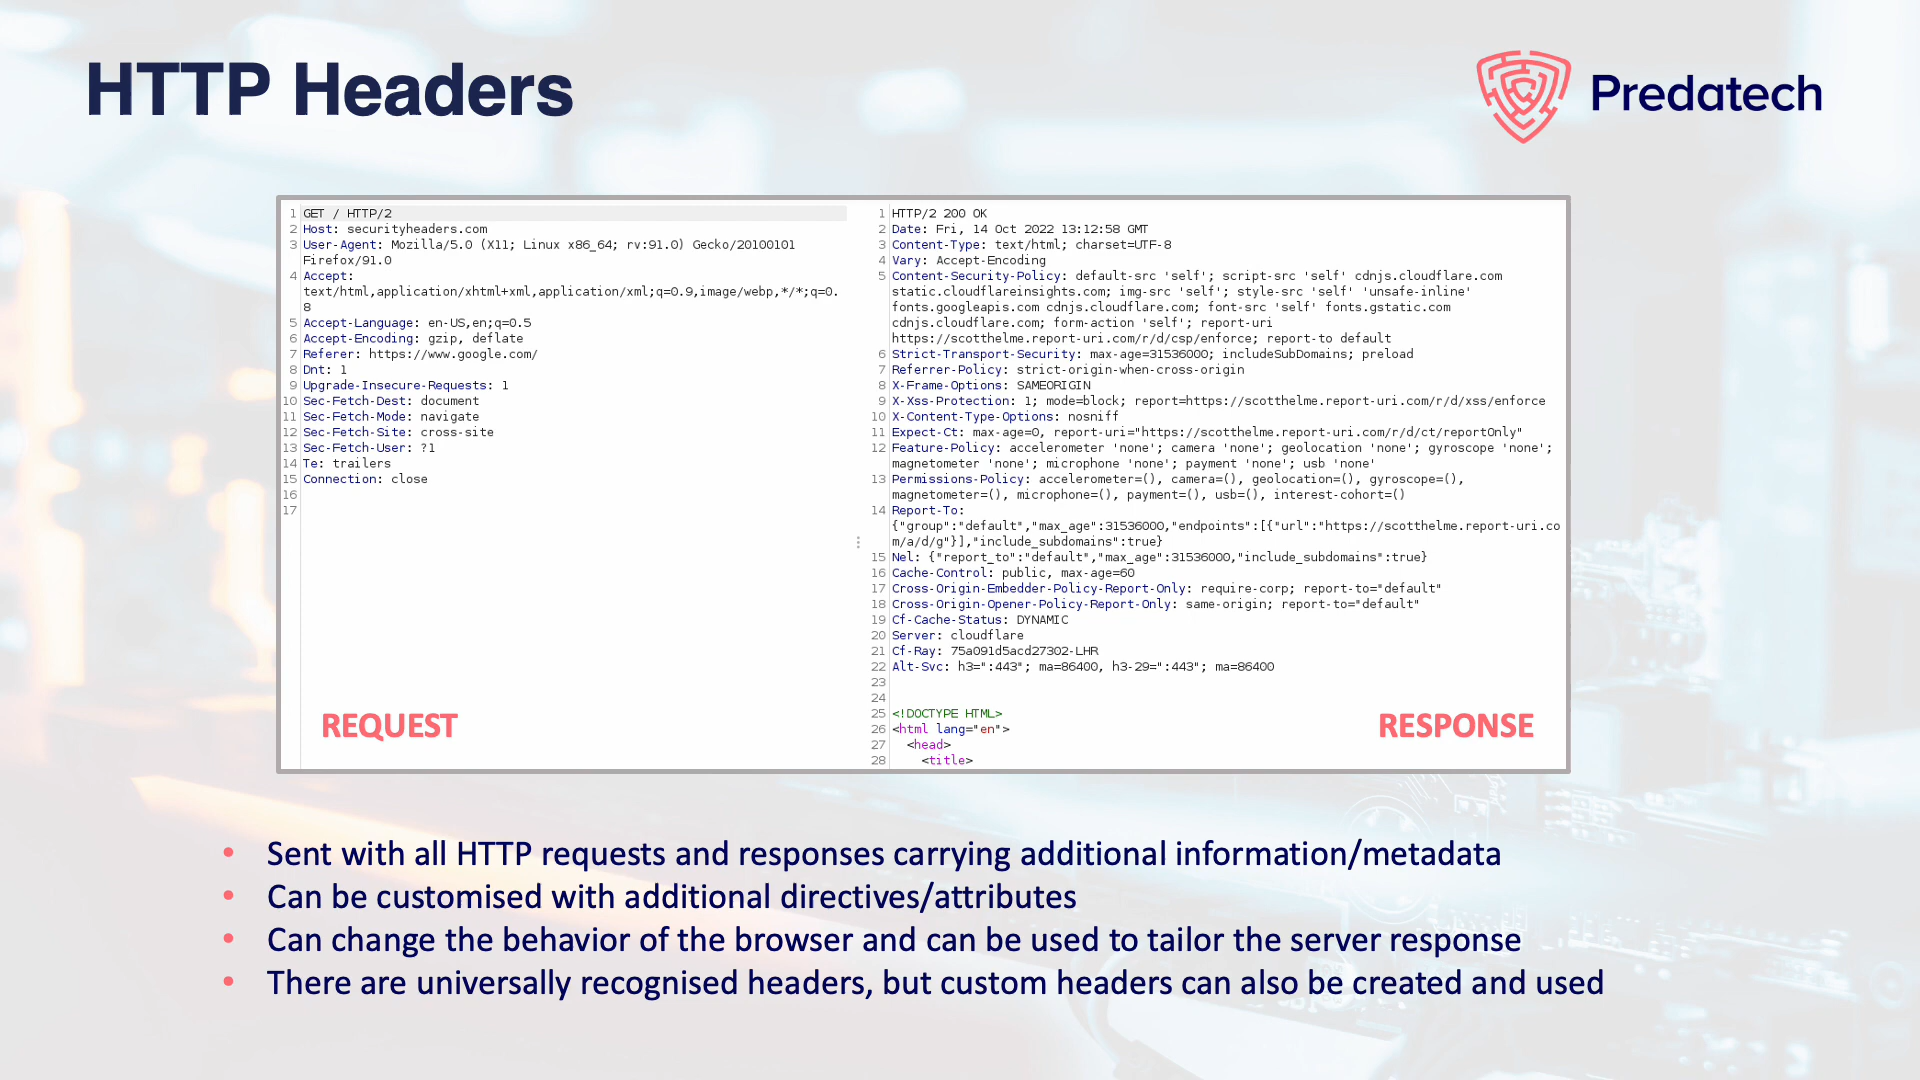 HTTP Headers
Predatech
1 GET / HTTP/2
2 Host: securityheaders.com
3 User-Agent: Mozilla/5.0 (X11; Linux x86_64; rv:91.0) Gecko/20100101
Firefox/91.0
4 Accept:
text/html,application/xhtml+xml,application/xml;q=0.9,image/webp,*/*;q=0.
8
5 Accept-Language: en-US,en;q=0.5
6 Accept-Encoding: gzip, deflate
7 Referer: https://www.google.com/
8 Dnt: 1
9 Upgrade-Insecure-Requests: 1
10 Sec-Fetch-Dest: document
11 Sec-Fetch-Mode: navigate
12 Sec-Fetch-Site: cross-site
13 Sec-Fetch-User: ?1
14 Te: trailers
15 Connection: close
16
17
REQUEST
1 HTTP/2 200 OK
2 Date: Fri, 14 Oct 2022 13:12:58 GMT
3 Content-Type: text/html; charset=UTF-8
4 Vary: Accept-Encoding
5 Content-Security-Policy: default-src 'self'; script-src 'self' cdnjs.cloudflare.com
static.cloudflareinsights.com; img-src 'self'; style-src 'self' 'unsafe-inline'
fonts.googleapis.com cdnjs.cloudflare.com; font-src 'self' fonts.gstatic.com
cdnjs.cloudflare.com; form-action 'self'; report-uri
https://scotthelme.report-uri.com/r/d/csp/enforce; report-to default
6 Strict-Transport-Security: max-age=31536000; includeSubDomains; preload
7 Referrer-Policy: strict-origin-when-cross-origin
8 X-Frame-Options: SAMEORIGIN
9 X-Xss-Protection: 1; mode=block; report=https://scotthelme.report-uri.com/r/d/xss/enforce
10 X-Content-Type-Options: nosniff
11 Expect-Ct: max-age=0, report-uri="https://scotthelme.report-uri.com/r/d/ct/reportOnly"
12 Feature-Policy: accelerometer 'none'; camera 'none'; geolocation 'none'; gyroscope 'none';
magnetometer 'none'; microphone 'none'; payment 'none'; usb 'none'
13 Permissions-Policy: accelerometer=(), camera=(), geolocation=(), gyroscope=(),
magnetometer=(), microphone=(), payment=(), usb=(), interest-cohort=()
14 Report-To:
{"group":"default","max_age":31536000,"endpoints":[{"url":"https://scotthelme.report-uri.co
m/a/d/g"}],"include_subdomains":true}
15 Nel: {"report_to":"default","max_age":31536000,"include_subdomains":true}
16 Cache-Control: public, max-age=60
17 Cross-Origin-Embedder-Policy-Report-Only: require-corp; report-to="default"
18 Cross-Origin-Opener-Policy-Report-Only: same-origin; report-to="default"
19 Cf-Cache-Status: DYNAMIC
20 Server: cloudflare
21 Cf-Ray: 75a091d5acd27302-LHR
22 Alt-Svc: h3=":443"; ma=86400, h3-29=":443"; ma=86400
23
24
25 <!DOCTYPE HTML>
26 <html lang="en">
27 <head>
28 <title>
RESPONSE
• Sent with all HTTP requests and responses carrying additional information/metadata
• Can be customised with additional directives/attributes
• Can change the behavior of the browser and can be used to tailor the server response
• There are universally recognised headers, but custom headers can also be created and used